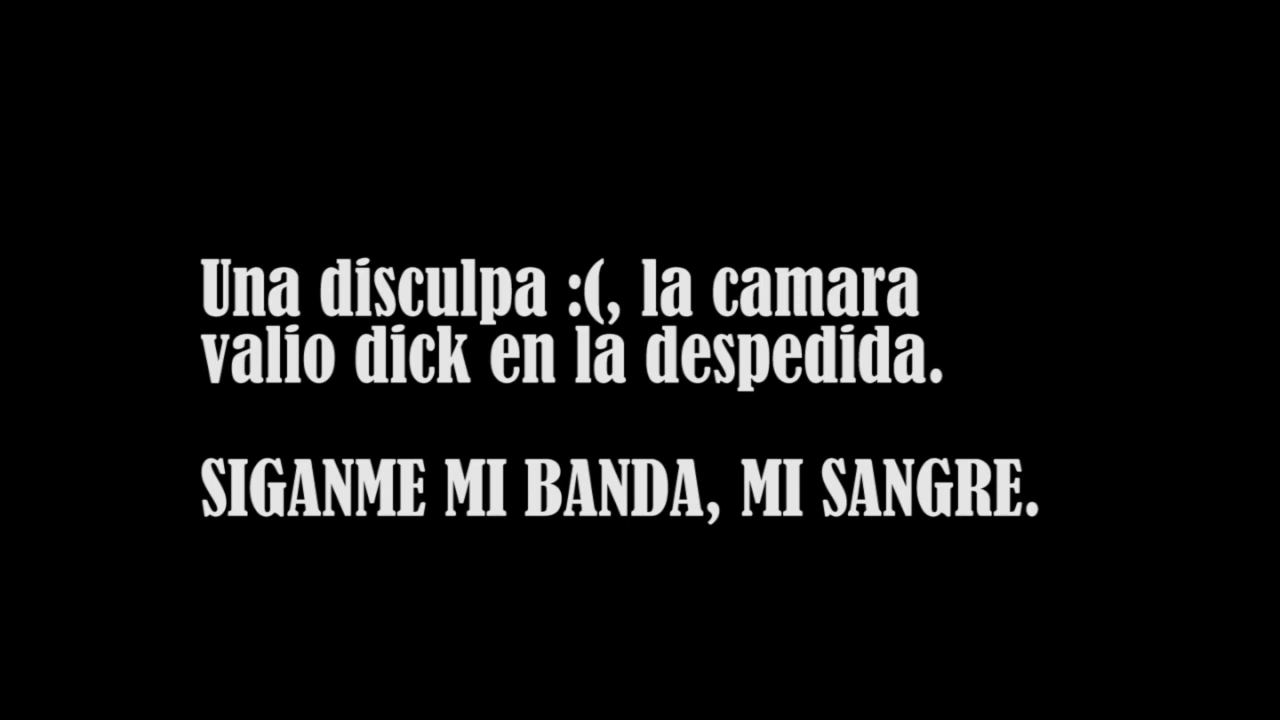 Una disculpa :(, la camara
valio dick en la despedida.
SIGANME MI BANDA, MI SANGRE.